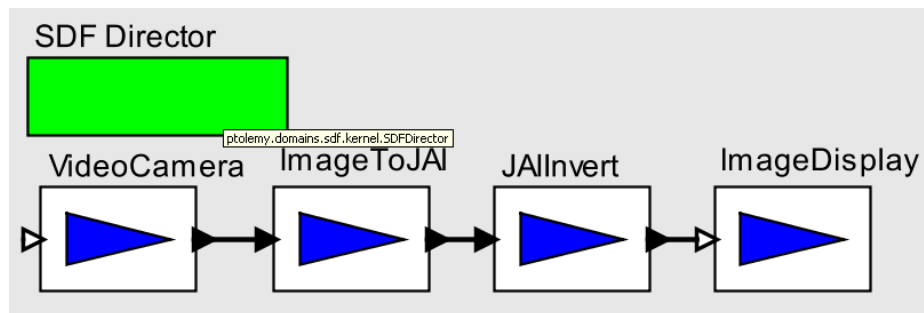 SDF Director
ptolemy.domains.sdf.kernel.SDFDirector
VideoCamera
ImageToJAI
JAIInvert
ImageDisplay